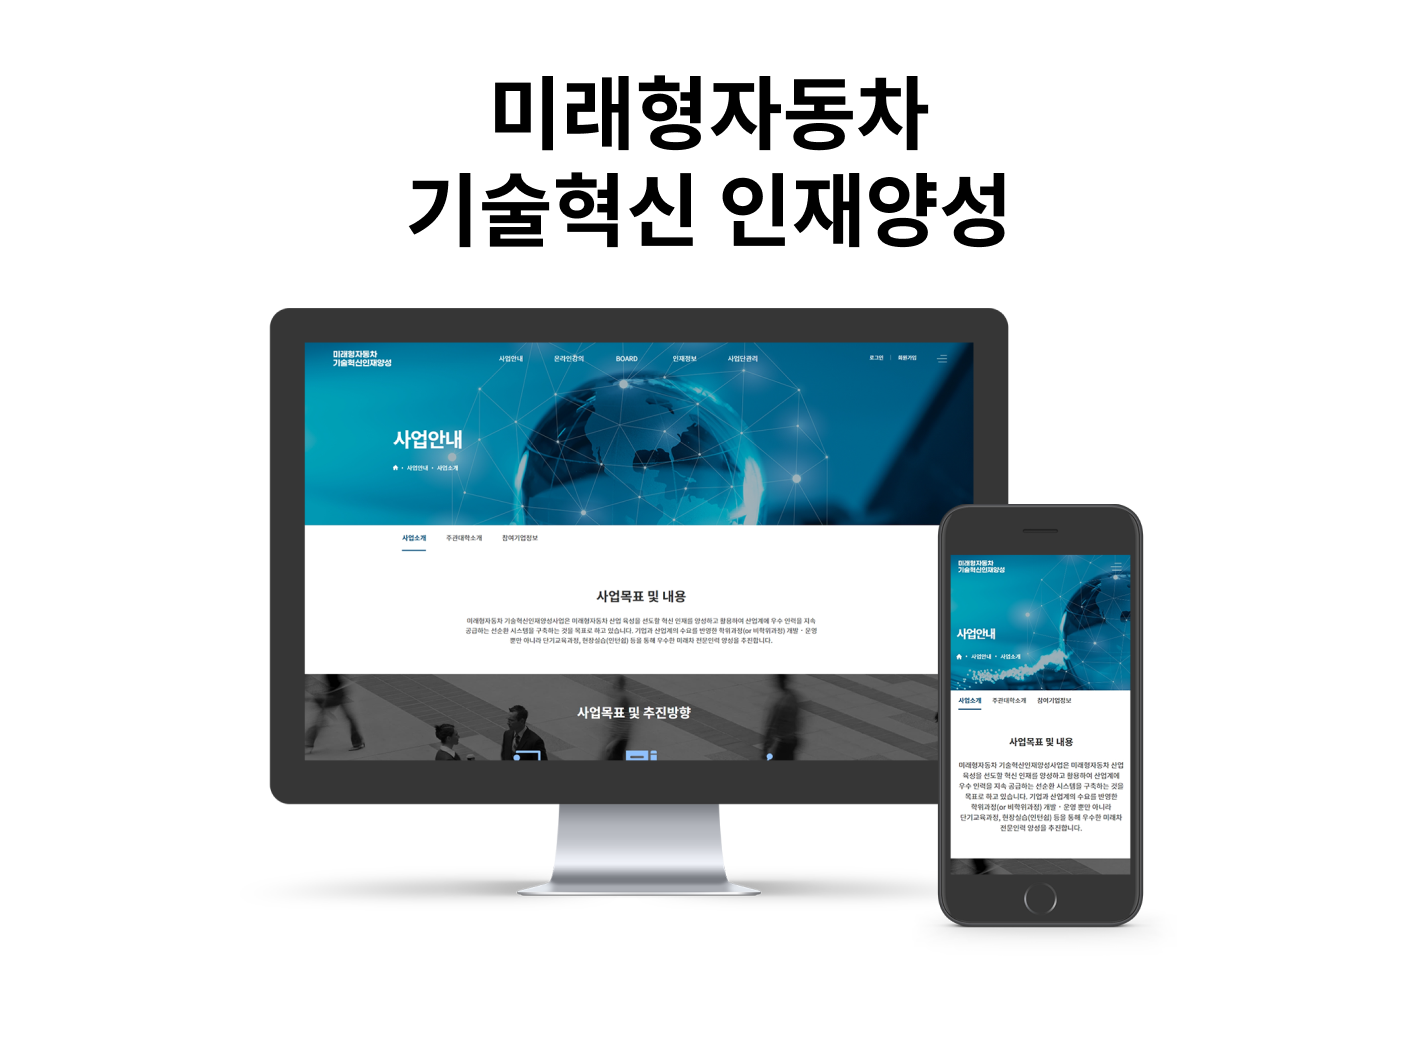 미래형자동차
기술혁신 인재양성
미래형자동차
기술혁신인재양성
사업안내 온라인강의 BOARD 인재정보 사업단관리
로그인 | 회원가입
사업안내
사업안내 • 사업소개
사업소개 주관대학소개 참여기업정보
사업목표 및 내용
미래형자동차 기술혁신인재양성사업은 미래형자동차 산업 육성을 선도할 혁신 인재를 양성하고 활용하여 산업계에 우수 인력을 지속
공급하는 선순환 시스템을 구축하는 것을 목표로 하고 있습니다. 기업과 산업계의 수요를 반영한 학위과정(or 비학위과정) 개발・운영
뿐만 아니라 단기교육과정, 현장실습(인턴쉽) 등을 통해 우수한 미래차 전문인력 양성을 추진합니다.
사업목표 및 추진방향
미래형자동차
기술혁신인재양성
사업안내
사업안내 • 사업소개
사업소개 주관대학소개 참여기업정보
사업목표 및 내용
미래형자동차 기술혁신인재양성사업은 미래형자동차 산업
육성을 선도할 혁신 인재를 양성하고 활용하여 산업계에
우수 인력을 지속 공급하는 선순환 시스템을 구축하는 것을
목표로 하고 있습니다. 기업과 산업계의 수요를 반영한
학위과정(or 비학위과정) 개발・운영 뿐만 아니라
단기교육과정, 현장실습(인턴쉽) 등을 통해 우수한 미래차
전문인력 양성을 추진합니다.